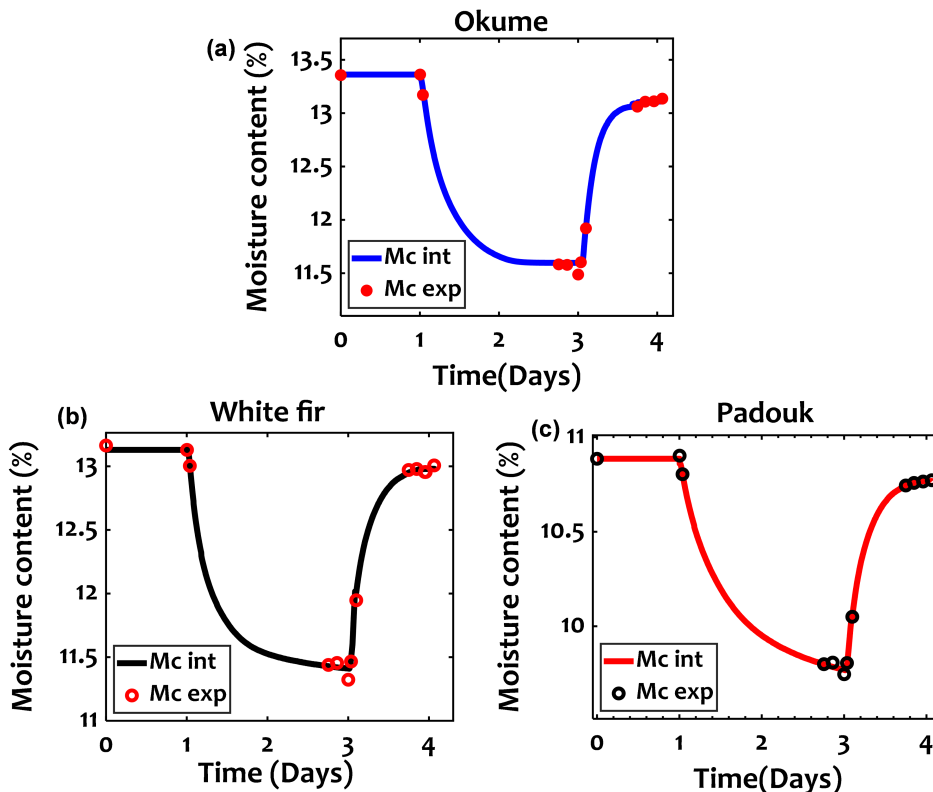 Okume
(a)
Moisture content (%)
13.5
13
12.5
12
11.5
Mc int
Mc exp
0 1 2 3 4
Time(Days)
(b)
White fir
Moisture content (%)
13
12.5
12
11.5
11
Mc int
Mc exp
0 1 2 3 4
Time (Days)
(c)
Padouk
Moisture content (%)
11
10.5
10
Mc int
Mc exp
0 1 2 3 4
Time(Days)